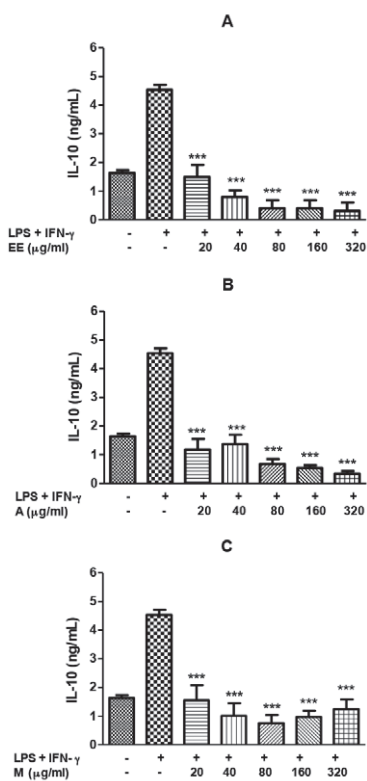 A
IL-10 (ng/mL)
6
5
4
3
2
1
0
*** *** *** *** ***
LPS + IFN-γ - + + + + + +
EE (μg/ml) - - 20 40 80 160 320
B
IL-10 (ng/mL)
6
5
4
3
2
1
0
*** *** *** *** ***
LPS + IFN-γ - + + + + + +
A (μg/ml) - - 20 40 80 160 320
C
IL-10 (ng/mL)
6
5
4
3
2
1
0
*** *** *** *** ***
LPS + IFN-γ - + + + + + +
M (μg/ml) - - 20 40 80 160 320